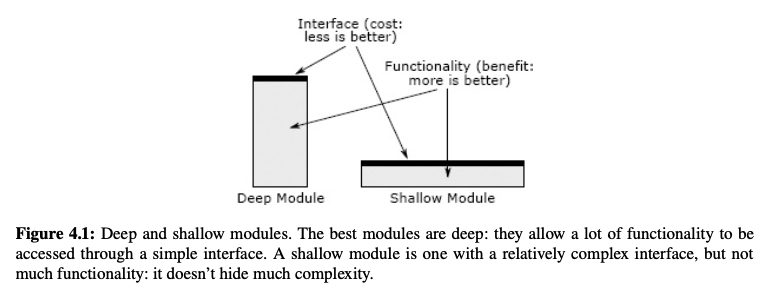 Interface (cost:
less is better)
Functionality (benefit:
more is better)
Deep Module
Shallow Module
Figure 4.1: Deep and shallow modules. The best modules are deep: they allow a lot of functionality to be
accessed through a simple interface. A shallow module is one with a relatively complex interface, but not
much functionality: it doesn’t hide much complexity.